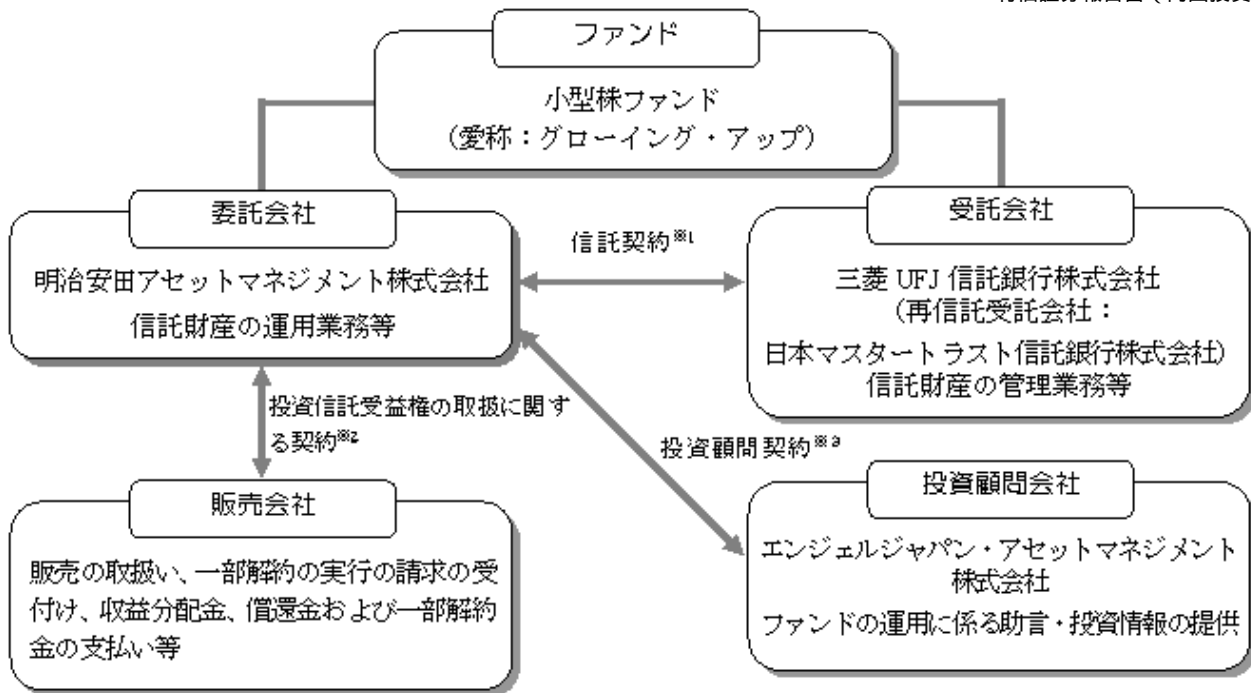 ファンド
小型株ファンド
（愛称：グローイング・アップ）
委託会社
明治安田アセットマネジメント株式会社
信託財産の運用業務等
信託契約※1
受託会社
三菱 UFJ 信託銀行株式会社
（再信託受託会社：
日本マスタートラスト信託銀行株式会社）
信託財産の管理業務等
投資信託受益権の取扱に関す
る契約※2
投資顧問契約※3
販売会社
販売の取扱い、一部解約の実行の請求の受
付け、収益分配金、償還金および一部解約
金の支払い等
投資顧問会社
エンジェルジャパン・アセットマネジメント
株式会社
ファンドの運用に係る助言・投資情報の提供